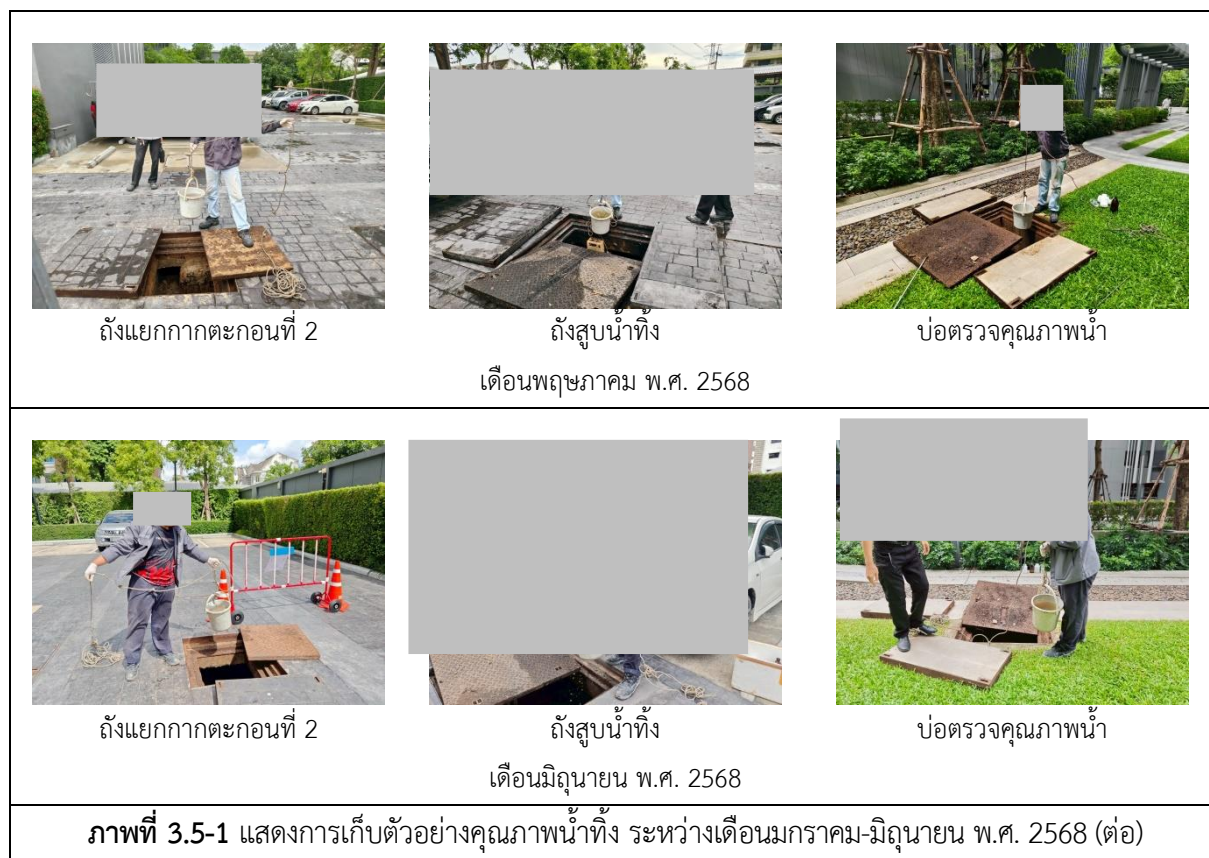 ถังแยกกากตะกอนที่ 2 ถังสูบน้ำทิ้ง บ่อตรวจคุณภาพน้ำ
เดือนพฤษภาคม พ.ศ. 2568
ถังแยกกากตะกอนที่ 2 ถังสูบน้ำทิ้ง บ่อตรวจคุณภาพน้ำ
เดือนมิถุนายน พ.ศ. 2568
ภาพที่ 3.5-1 แสดงการเก็บตัวอย่างคุณภาพน้ำทิ้ง ระหว่างเดือนมกราคม-มิถุนายน พ.ศ. 2568 (ต่อ)